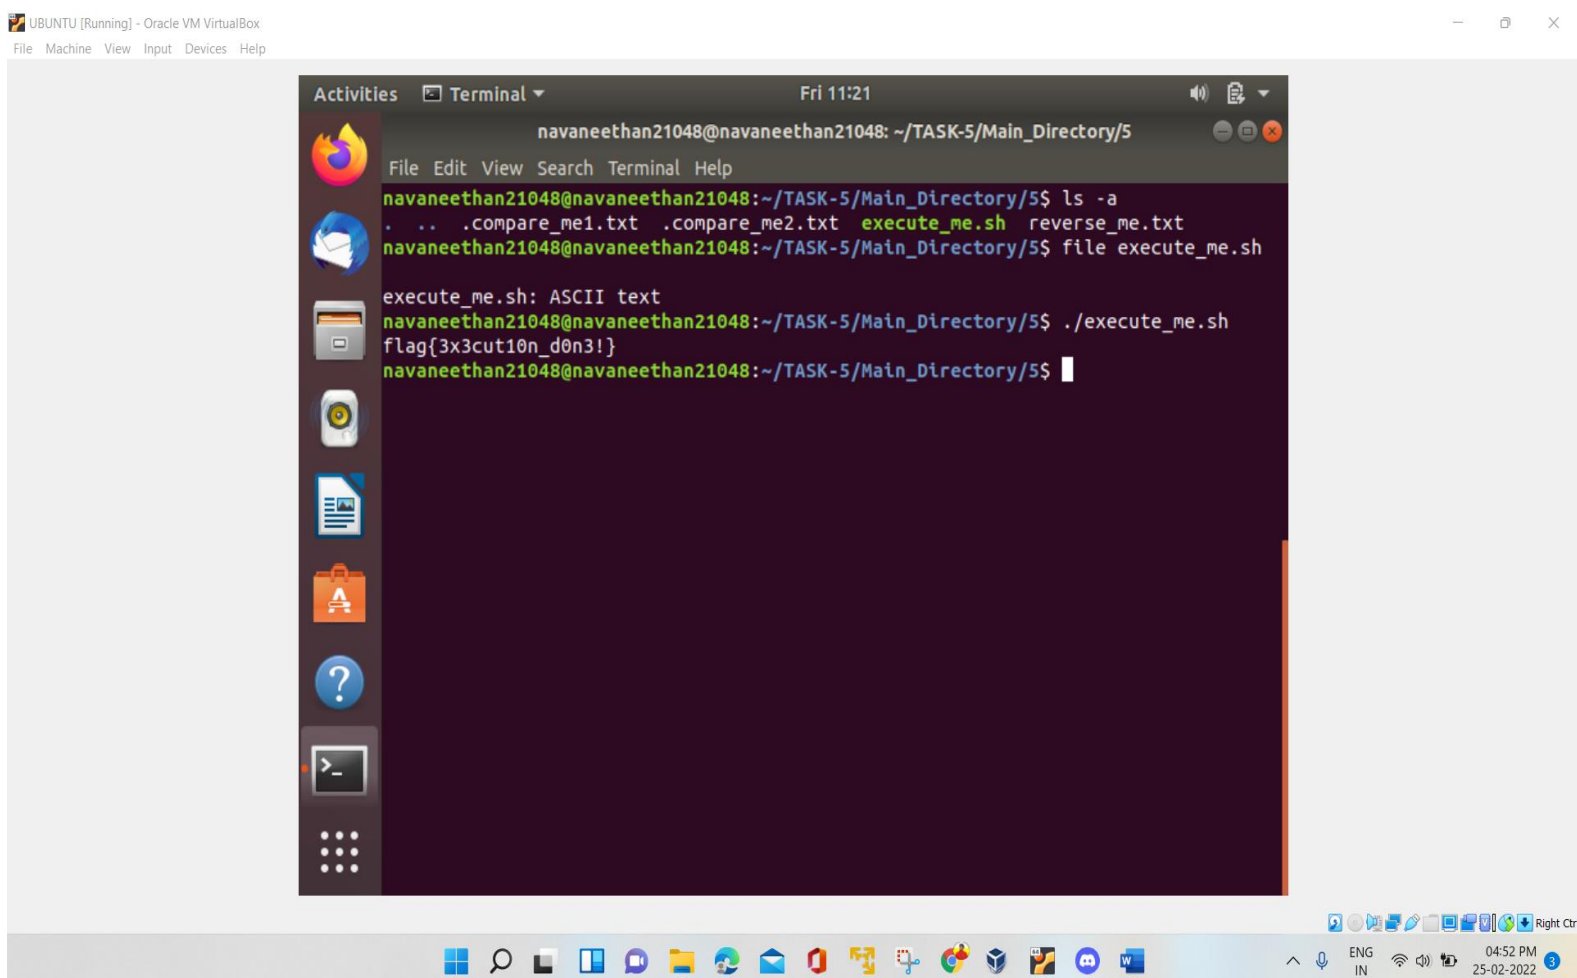 UBUNTU [Running] - Oracle VM VirtualBox
File Machine View Input Devices Help
Activities Terminal Fri 11:21
navaneethan21048@navaneethan21048: ~/TASK-5/Main_Directory/5
File Edit View Search Terminal Help
navaneethan21048@navaneethan21048:~/TASK-5/Main_Directory/5$ ls -a
. .. .compare_me1.txt .compare_me2.txt execute_me.sh reverse_me.txt
navaneethan21048@navaneethan21048:~/TASK-5/Main_Directory/5$ file execute_me.sh
execute_me.sh: ASCII text
navaneethan21048@navaneethan21048:~/TASK-5/Main_Directory/5$ ./execute_me.sh
flag{3x3cut10n_d0n3!}
navaneethan21048@navaneethan21048:~/TASK-5/Main_Directory/5$
Right Ctr
ENG 04:52 PM 3
IN 25-02-2022